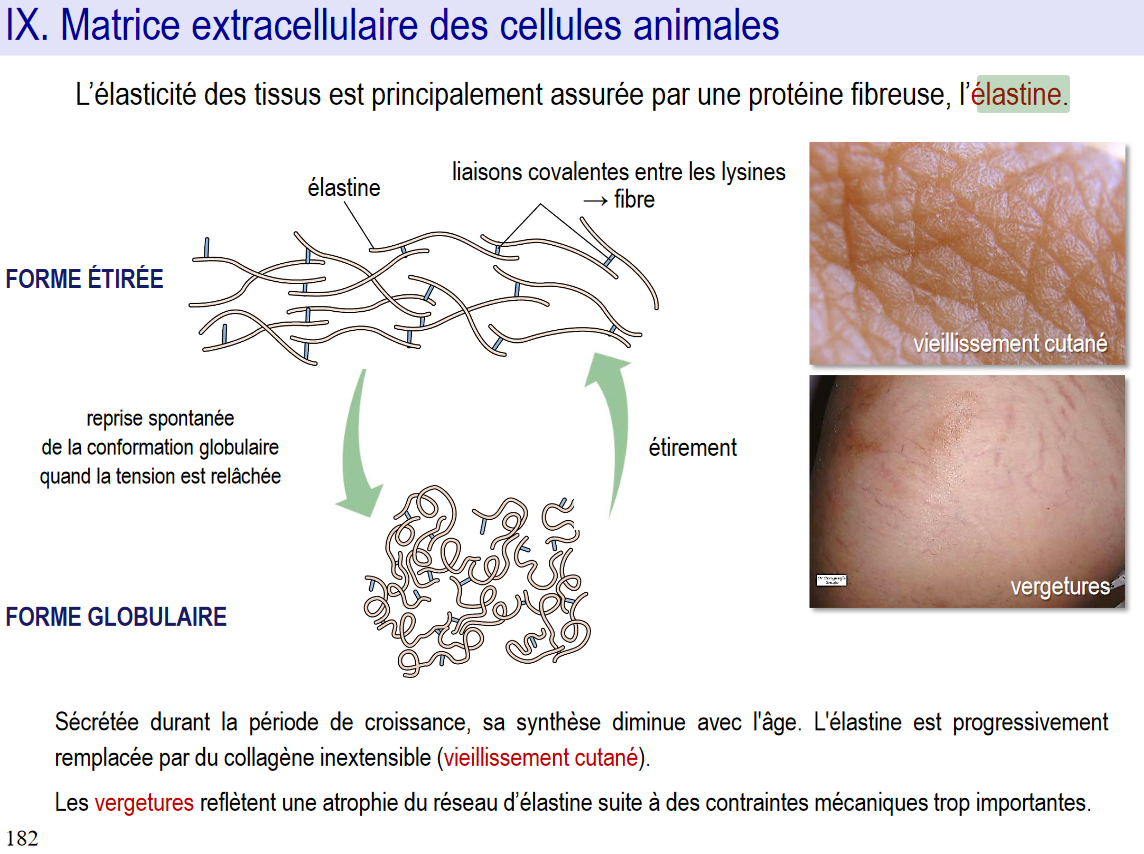 IX. Matrice extracellulaire des cellules animales
L’élasticité des tissus est principalement assurée par une protéine fibreuse, l’élastine.
élastine
liaisons covalentes entre les lysines
→ fibre
FORME ÉTIRÉE
vieillissement cutané
reprise spontanée
de la conformation globulaire
quand la tension est relâchée
étirement
vergetures
FORME GLOBULAIRE
Sécrétée durant la période de croissance, sa synthèse diminue avec l'âge. L'élastine est progressivement
remplacée par du collagène inextensible (vieillissement cutané).
Les vergetures reflètent une atrophie du réseau d’élastine suite à des contraintes mécaniques trop importantes.
182